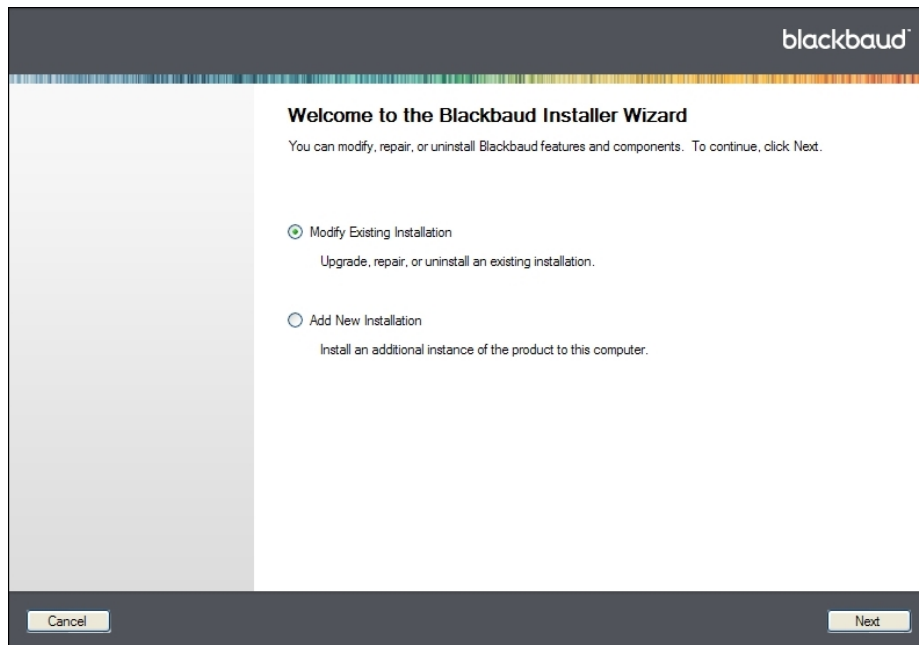 blackbaud
Welcome to the Blackbaud Installer Wizard
You can modify, repair, or uninstall Blackbaud features and components. To continue, click Next.
Modify Existing Installation
Upgrade, repair, or uninstall an existing installation.
Add New Installation
Install an additional instance of the product to this computer.
Cancel
Next